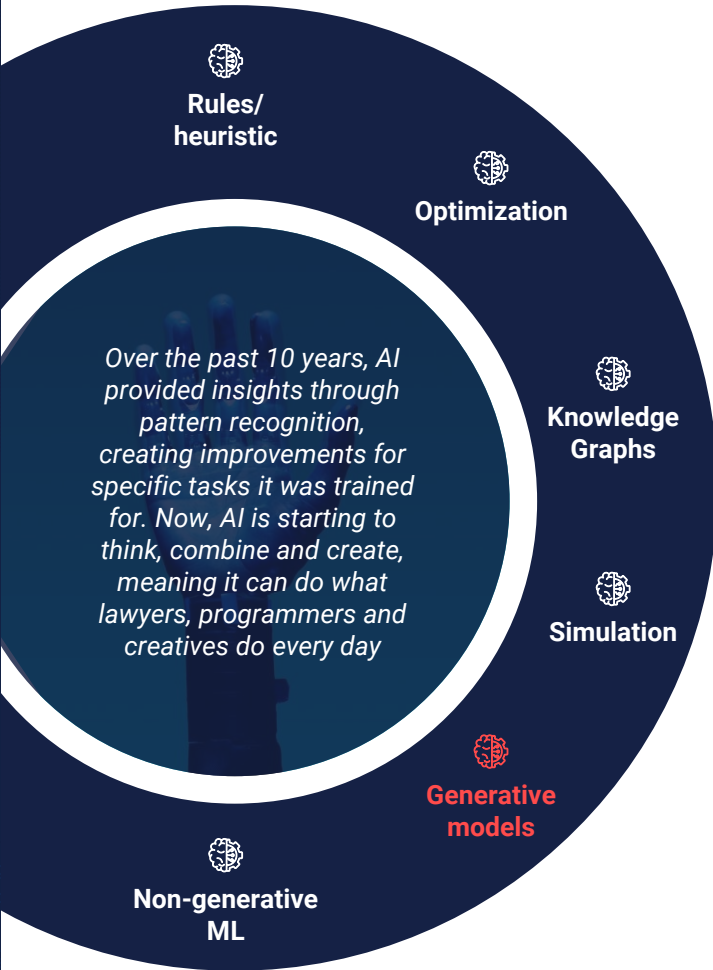 Rules/
heuristic
Optimization
Over the past 10 years, AI
provided insights through
pattern recognition,
creating improvements for
specific tasks it was trained
for. Now, AI is starting to
think, combine and create,
meaning it can do what
lawyers, programmers and
creatives do every day
Knowledge
Graphs
Simulation
Generative
models
Non-generative
ML